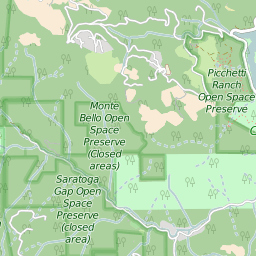 Picchetti
Ranch
Open Space
Preserve
Monte
Bello Open
Space
Preserve
(Closed
areas)
Saratoga
Gap Open
Space
Preserve
(closed
area)